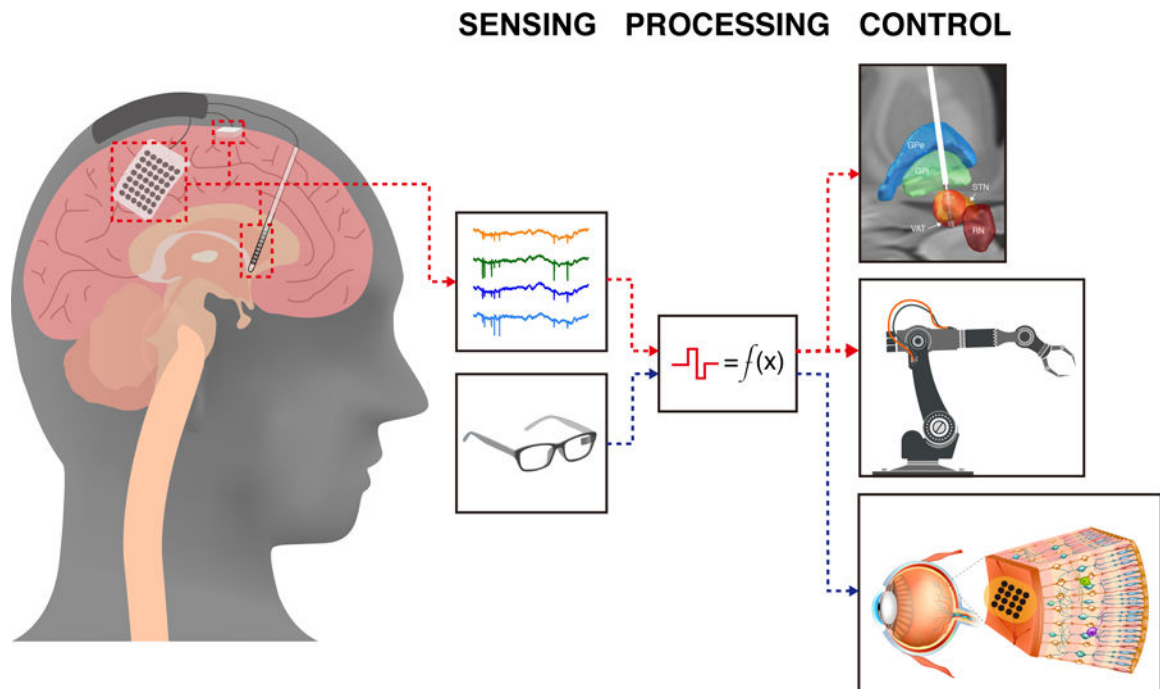 SENSING PROCESSING CONTROL
GPe
GPi
STN
VAT
RN
= f(x)